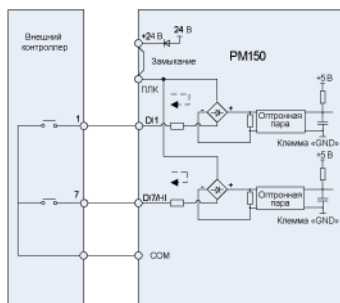 Внешний контроллер
+24 В
24 В
Замыкание
PM150
ПЛК
+5 В
1
DI1
Оптронная пара
Клемма «GND»
+5 В
7
DI7/HI
Оптронная пара
Клемма «GND»
COM